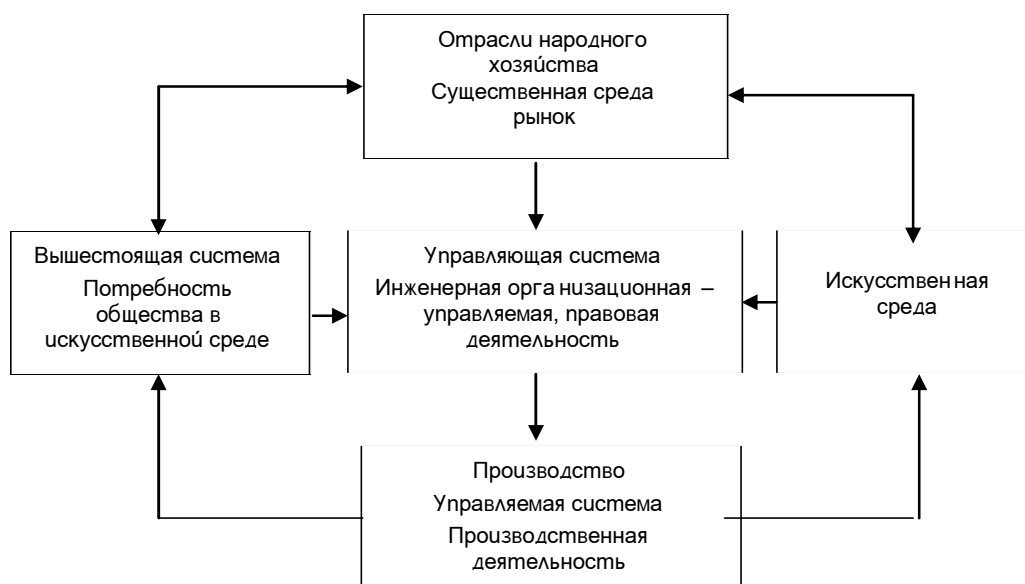 Отрасли народного
хозяйства
Существенная среда
рынок
Вышестоящая система
Потребность
общества в
искусственной среде
Управляющая система
Инженерная орга низационная –
управляемая, правовая
деятельность
Искусствен ная
среда
Производство
Управляемая система
Производственная
деятельность